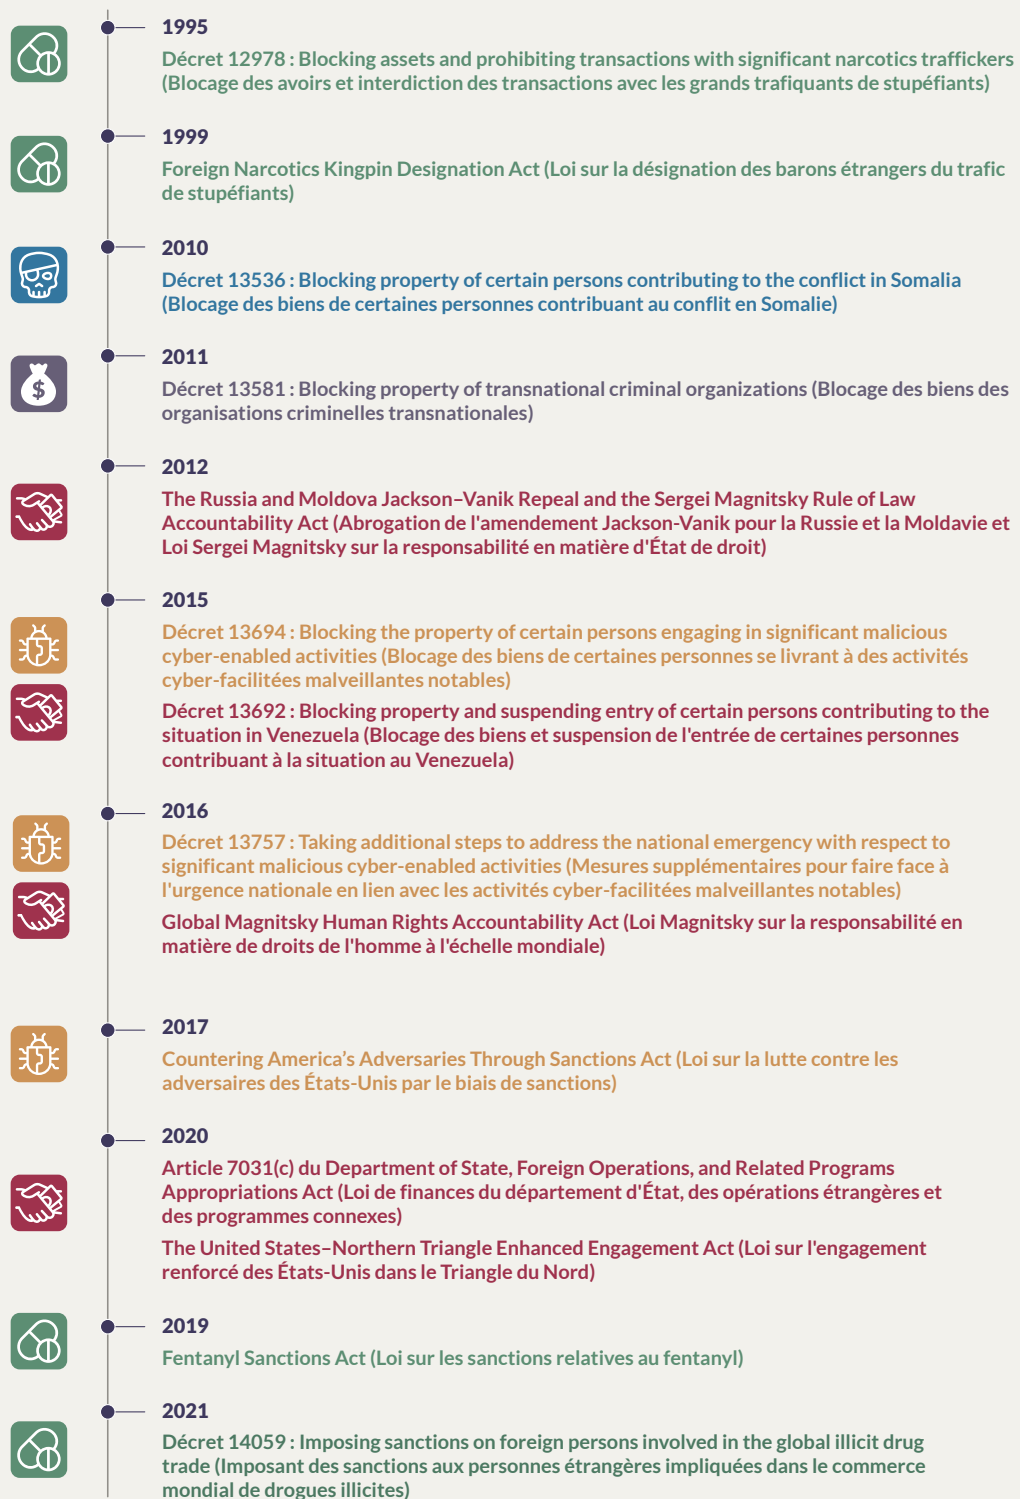 1995
Décret 12978 : Blocking assets and prohibiting transactions with significant narcotics traffickers
(Blocage des avoirs et interdiction des transactions avec les grands trafiquants de stupéfiants)
1999
Foreign Narcotics Kingpin Designation Act (Loi sur la désignation des barons étrangers du trafic
de stupéfiants)
2010
Décret 13536 : Blocking property of certain persons contributing to the conflict in Somalia
(Blocage des biens de certaines personnes contribuant au conflit en Somalie)
2011
$
Décret 13581 : Blocking property of transnational criminal organizations (Blocage des biens des
organisations criminelles transnationales)
2012
The Russia and Moldova Jackson–Vanik Repeal and the Sergei Magnitsky Rule of Law
Accountability Act (Abrogation de l'amendement Jackson-Vanik pour la Russie et la Moldavie et
Loi Sergei Magnitsky sur la responsabilité en matière d'État de droit)
2015
Décret 13694 : Blocking the property of certain persons engaging in significant malicious
cyber-enabled activities (Blocage des biens de certaines personnes se livrant à des activités
cyber-facilitées malveillantes notables)
Décret 13692 : Blocking property and suspending entry of certain persons contributing to the
situation in Venezuela (Blocage des biens et suspension de l'entrée de certaines personnes
contribuant à la situation au Venezuela)
2016
Décret 13757 : Taking additional steps to address the national emergency with respect to
significant malicious cyber-enabled activities (Mesures supplémentaires pour faire face à
l'urgence nationale en lien avec les activités cyber-facilitées malveillantes notables)
Global Magnitsky Human Rights Accountability Act (Loi Magnitsky sur la responsabilité en
matière de droits de l'homme à l'échelle mondiale)
2017
Countering America’s Adversaries Through Sanctions Act (Loi sur la lutte contre les
adversaires des États-Unis par le biais de sanctions)
2020
Article 7031(c) du Department of State, Foreign Operations, and Related Programs
Appropriations Act (Loi de finances du département d'État, des opérations étrangères et
des programmes connexes)
The United States–Northern Triangle Enhanced Engagement Act (Loi sur l'engagement
renforcé des États-Unis dans le Triangle du Nord)
2019
Fentanyl Sanctions Act (Loi sur les sanctions relatives au fentanyl)
2021
Décret 14059 : Imposing sanctions on foreign persons involved in the global illicit drug
trade (Imposant des sanctions aux personnes étrangères impliquées dans le commerce
mondial de drogues illicites)